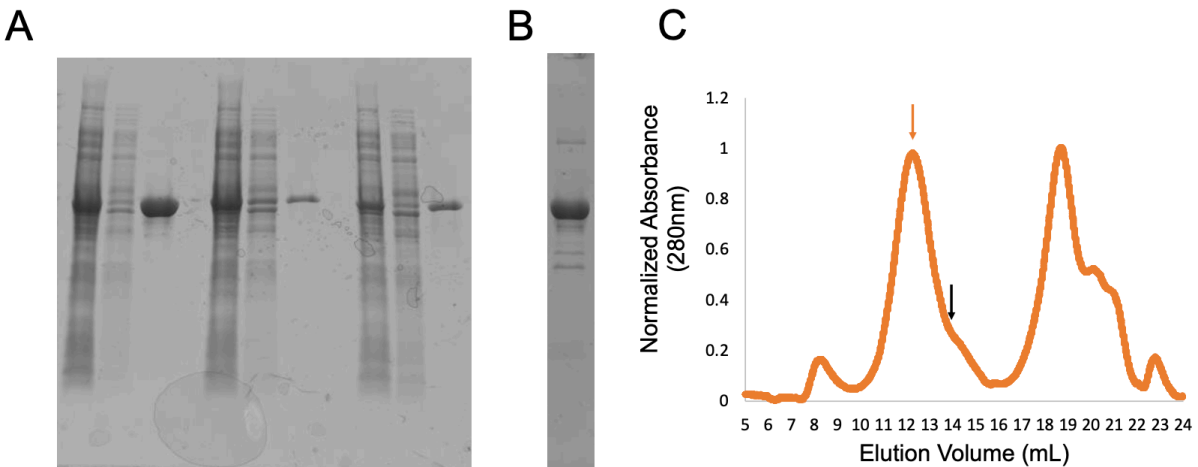 A
B
C
Normalized Absorbance
(280nm)
1.2
1
0.8
0.6
0.4
0.2
0
5 6 7 8 9 10 11 12 13 14 15 16 17 18 19 20 21 22 23 24
Elution Volume (mL)